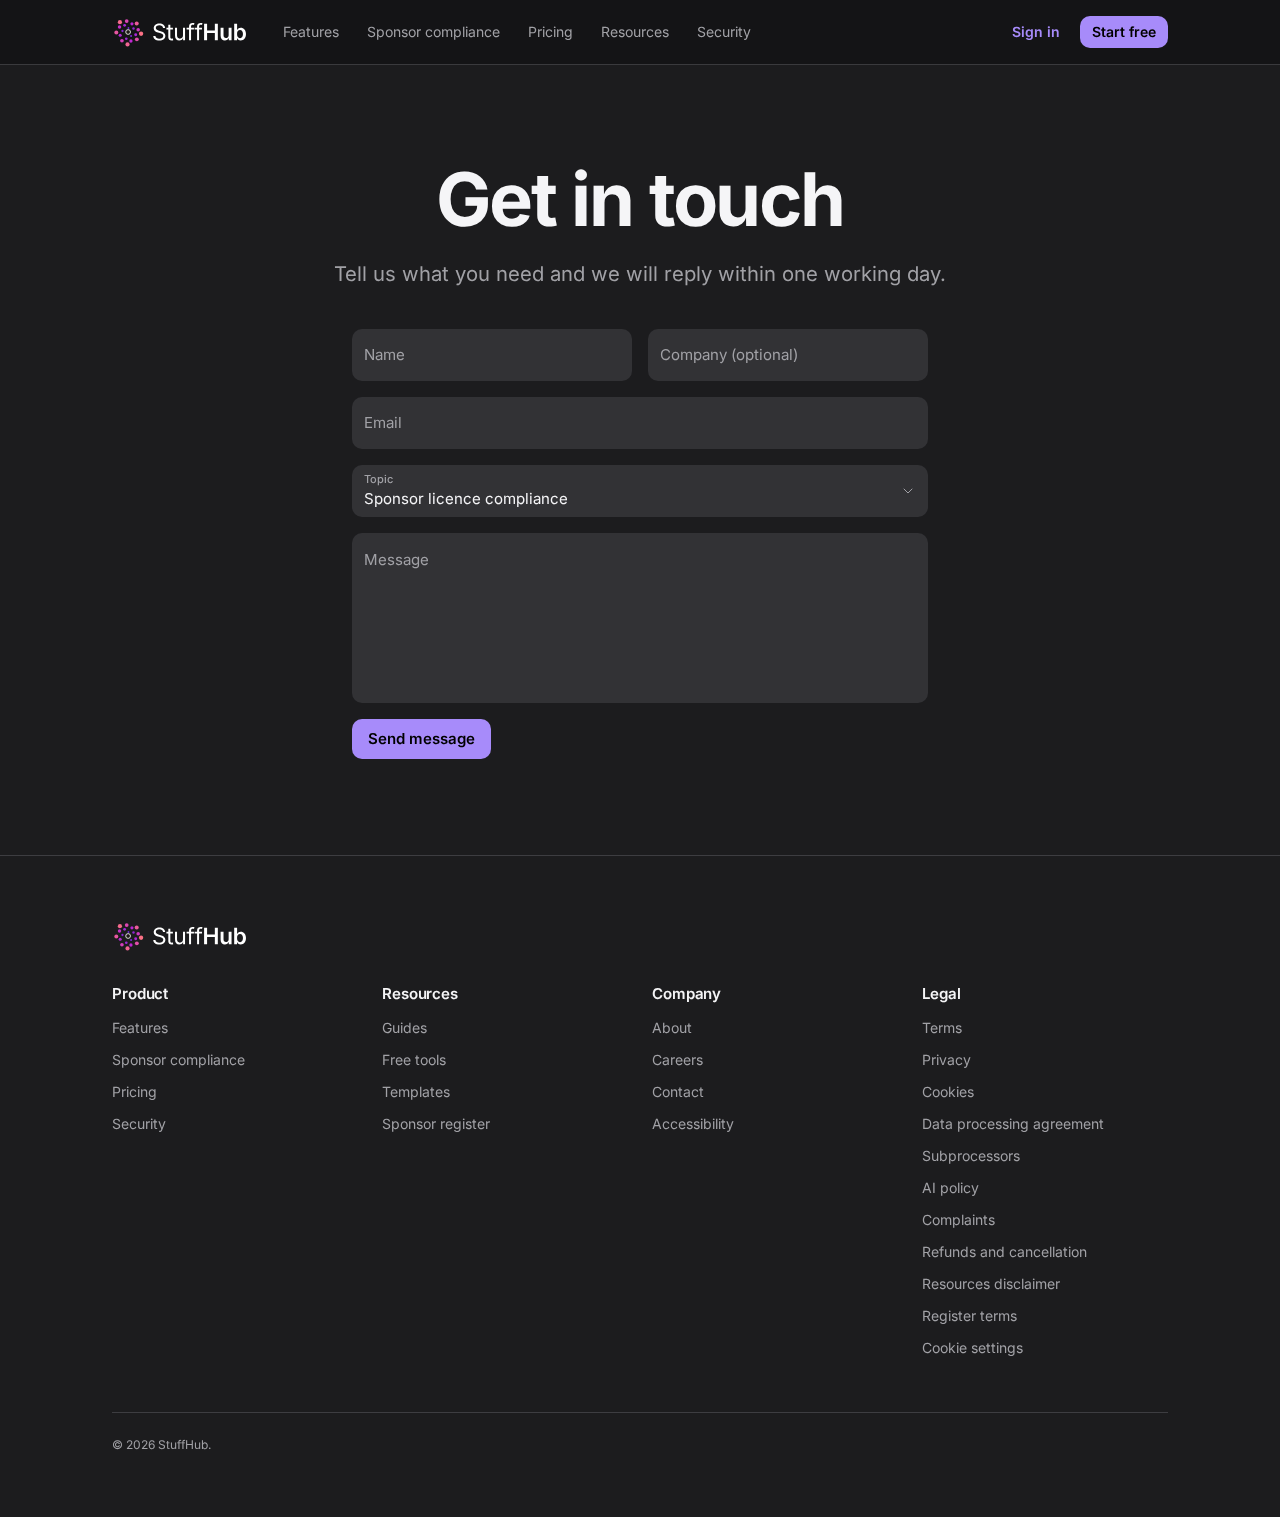 StuffHub
Features
Sponsor compliance
Pricing
Resources
Security
Sign in
Start free
Get in touch
Tell us what you need and we will reply within one working day.
Name
Company (optional)
Email
Topic
Sponsor licence compliance
Message
Send message
StuffHub
Product
Features
Sponsor compliance
Pricing
Security
Resources
Guides
Free tools
Templates
Sponsor register
Company
About
Careers
Contact
Accessibility
Legal
Terms
Privacy
Cookies
Data processing agreement
Subprocessors
AI policy
Complaints
Refunds and cancellation
Resources disclaimer
Register terms
Cookie settings
© 2026 StuffHub.